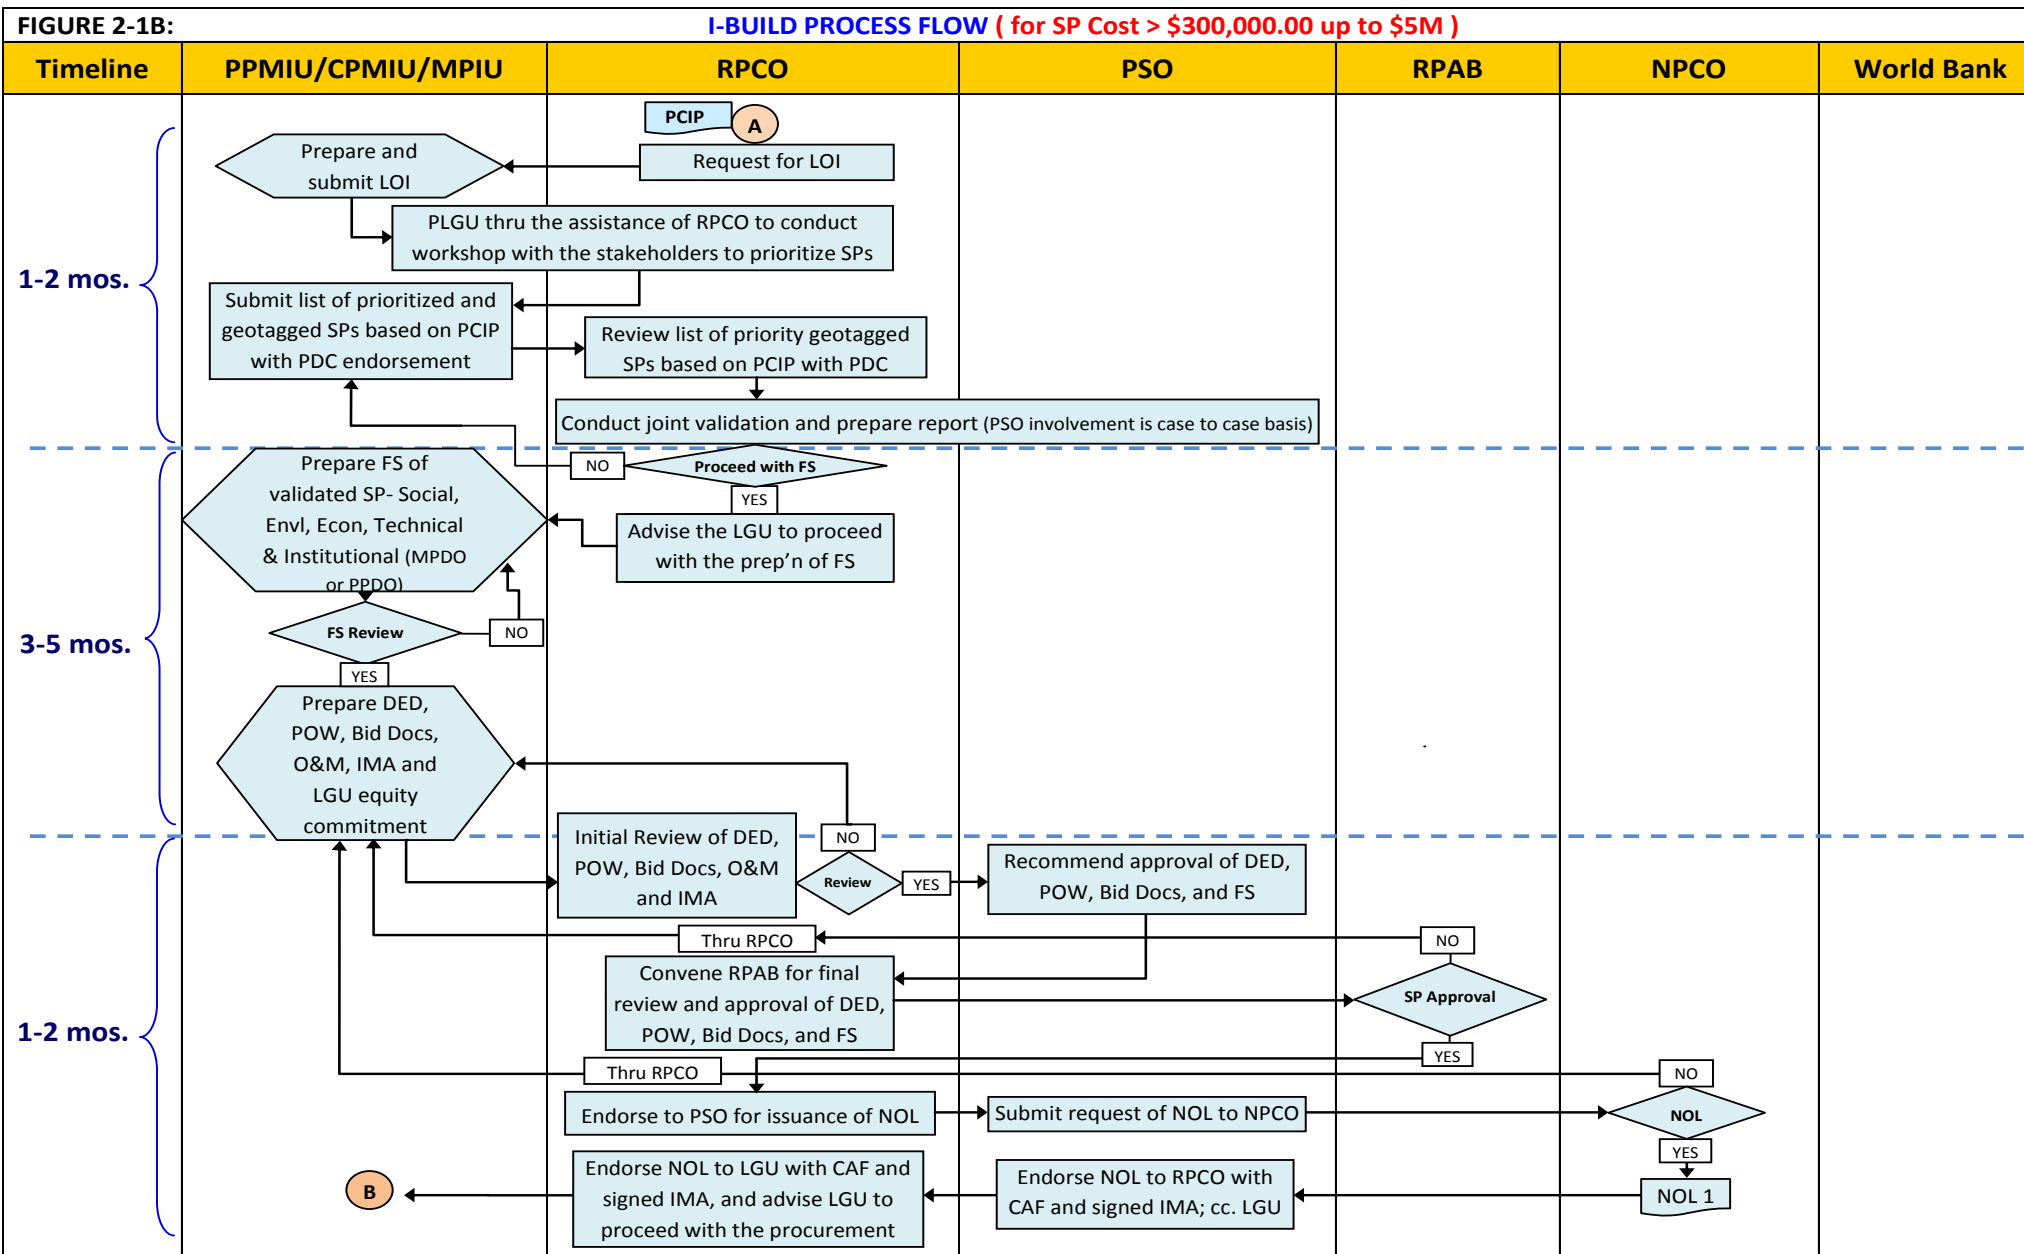 FIGURE 2-1B:
I-BUILD PROCESS FLOW ( for SP Cost > $300,000.00 up to $5M )
Timeline
PPMIU/CPMIU/MPIU
RPCO
PSO
RPAB
NPCO
World Bank
PCIP
A
Request for LOI
Prepare and
submit LOI
PLGU thru the assistance of RPCO to conduct
workshop with the stakeholders to prioritize SPs
1-2 mos.
Submit list of prioritized and
geotagged SPs based on PCIP
with PDC endorsement
Review list of priority geotagged
SPs based on PCIP with PDC
Conduct joint validation and prepare report (PSO involvement is case to case basis)
NO
Proceed with FS
YES
Prepare FS of
validated SP- Social,
Envl, Econ, Technical
& Institutional (MPDO
or PPDO)
Advise the LGU to proceed
with the prep’n of FS
3-5 mos.
FS Review
NO
YES
Prepare DED,
POW, Bid Docs,
O&M, IMA and
LGU equity
commitment
Initial Review of DED,
POW, Bid Docs, O&M
and IMA
NO
Review
YES
Recommend approval of DED,
POW, Bid Docs, and FS
Thru RPCO
NO
Convene RPAB for final
review and approval of DED,
POW, Bid Docs, and FS
SP Approval
1-2 mos.
YES
Thru RPCO
NO
Endorse to PSO for issuance of NOL
Submit request of NOL to NPCO
NOL
YES
B
Endorse NOL to LGU with CAF and
signed IMA, and advise LGU to
proceed with the procurement
Endorse NOL to RPCO with
CAF and signed IMA; cc. LGU
NOL 1